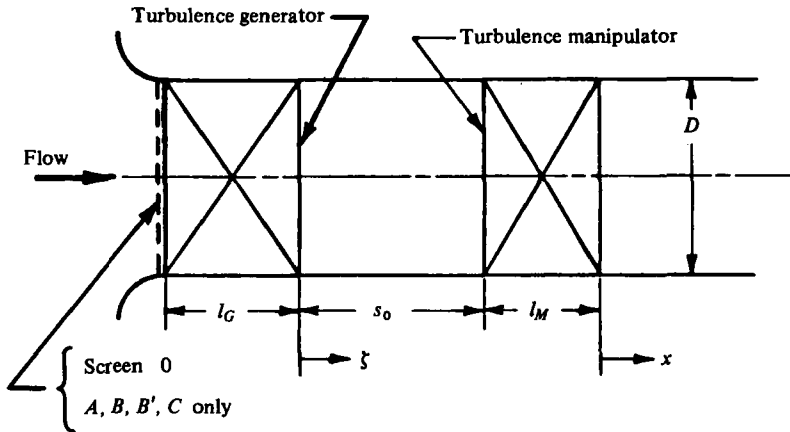 Turbulence generator
Turbulence manipulator
D
Flow
l_G
s_0
l_M
ζ
x
Screen 0
A, B, B′, C only